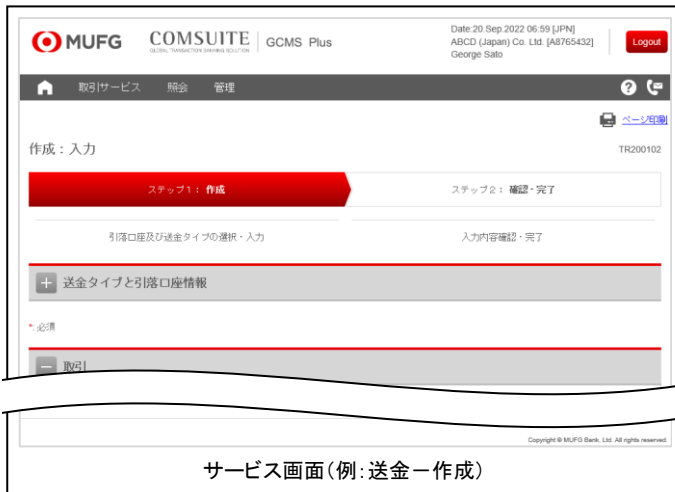 MUFG COMSUITE GCMS Plus
GLOBAL TRANSACTION BANKING SOLUTION
Date:20 Sep 2022 06:59 [JPN]
ABCD (Japan) Co. Ltd. [A8765432]
George Sato
Logout
取引サービス 照会 管理
ページ印刷
作成：入力
TR200102
ステップ1：作成 ステップ2：確認・完了
引落口座及び送金タイプの選択・入力 入力内容確認・完了
送金タイプと引落口座情報
*: 必須
取引
Copyright © MUFG Bank, Ltd. All rights reserved.
サービス画面（例：送金－作成）